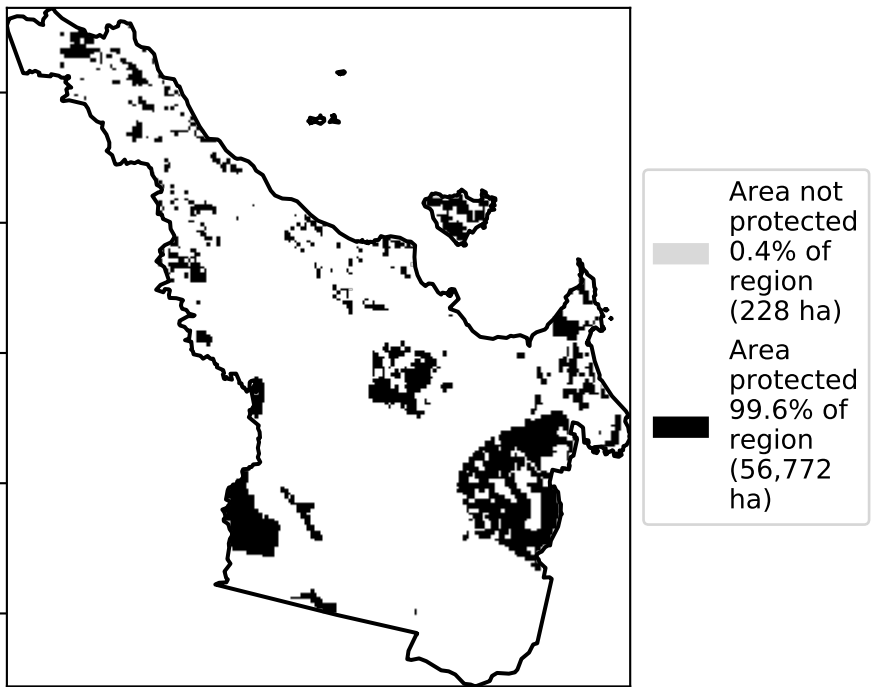 Area not
protected
0.4% of
region
(228 ha)
Area
protected
99.6% of
region
(56,772
ha)